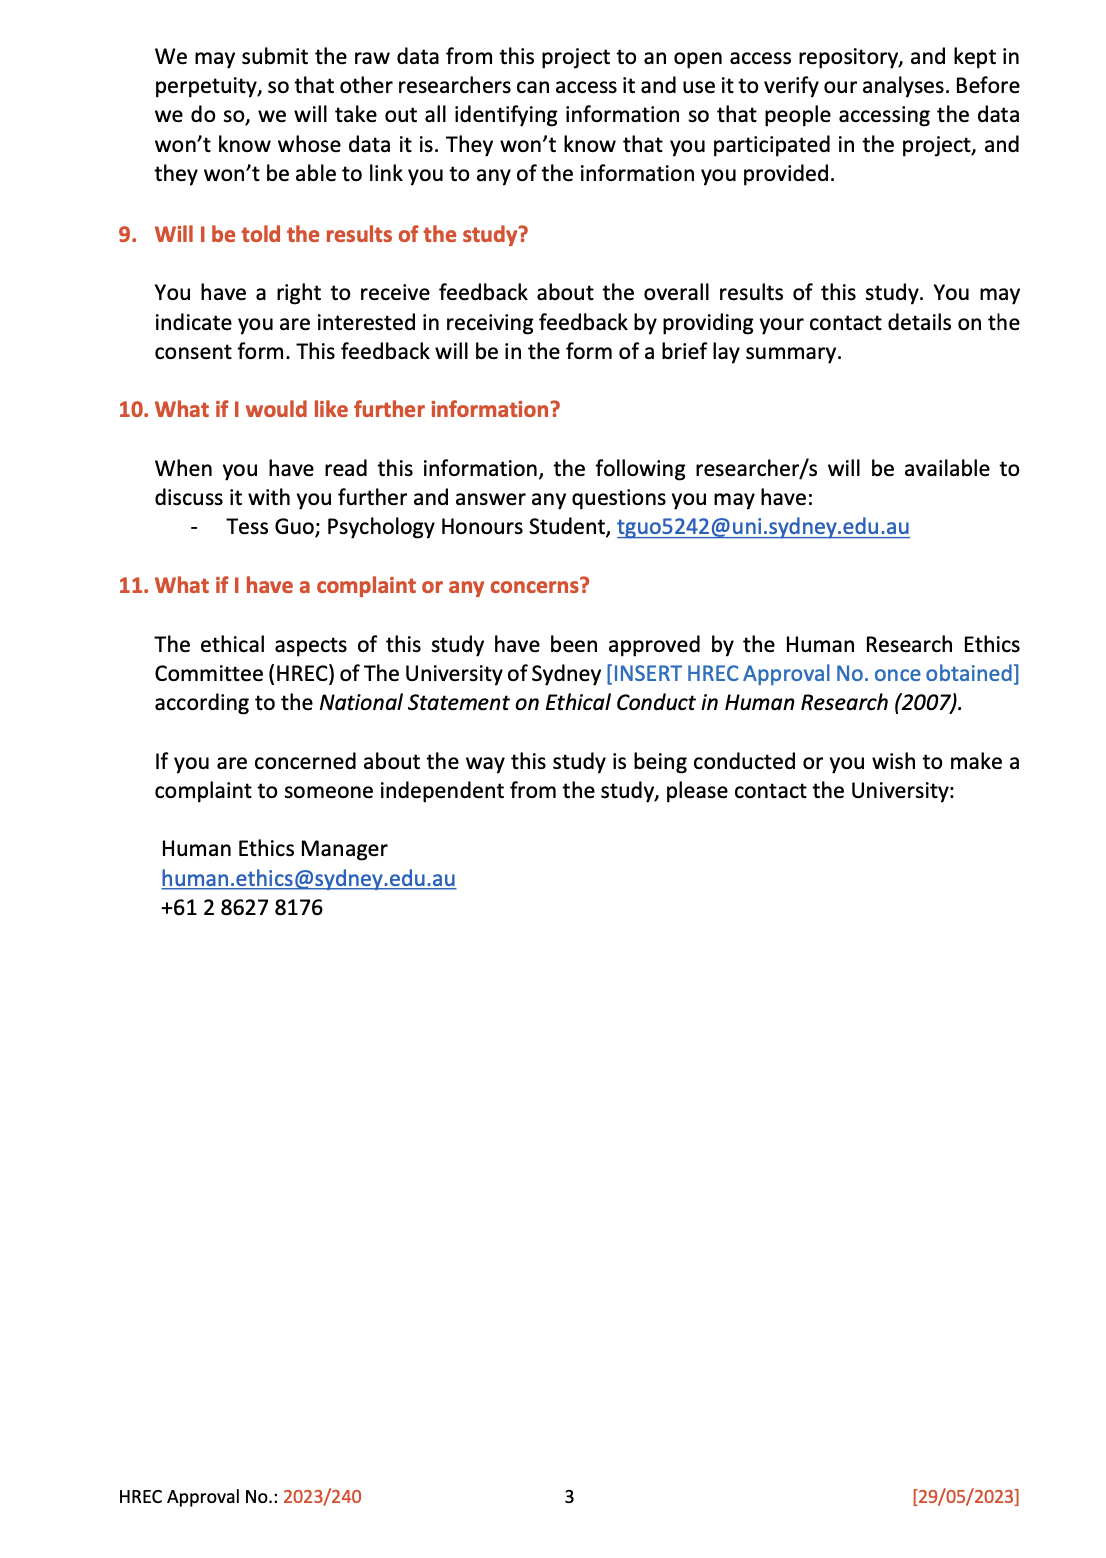 We may submit the raw data from this project to an open access repository, and kept in
perpetuity, so that other researchers can access it and use it to verify our analyses. Before
we do so, we will take out all identifying information so that people accessing the data
won’t know whose data it is. They won’t know that you participated in the project, and
they won’t be able to link you to any of the information you provided.
9. Will I be told the results of the study?
You have a right to receive feedback about the overall results of this study. You may
indicate you are interested in receiving feedback by providing your contact details on the
consent form. This feedback will be in the form of a brief lay summary.
10. What if I would like further information?
When you have read this information, the following researcher/s will be available to
discuss it with you further and answer any questions you may have:
- Tess Guo; Psychology Honours Student, tguo5242@uni.sydney.edu.au
11. What if I have a complaint or any concerns?
The ethical aspects of this study have been approved by the Human Research Ethics
Committee (HREC) of The University of Sydney [INSERT HREC Approval No. once obtained]
according to the National Statement on Ethical Conduct in Human Research (2007).
If you are concerned about the way this study is being conducted or you wish to make a
complaint to someone independent from the study, please contact the University:
Human Ethics Manager
human.ethics@sydney.edu.au
+61 2 8627 8176
HREC Approval No.: 2023/240 3 [29/05/2023]